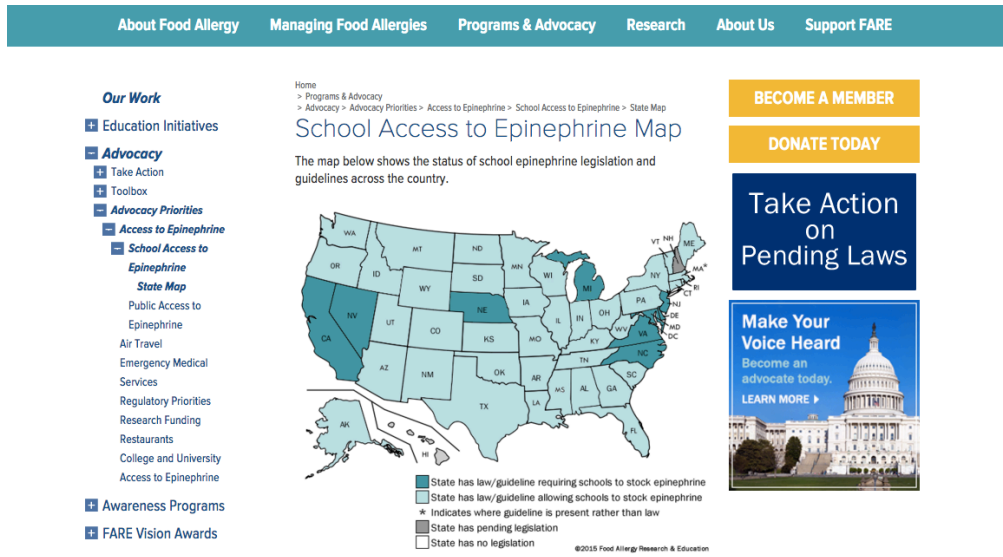 About Food Allergy Managing Food Allergies Programs & Advocacy Research About Us Support FARE
Our Work
Education Initiatives
Advocacy
Take Action
Toolbox
Advocacy Priorities
Access to Epinephrine
School Access to
Epinephrine
State Map
Public Access to
Epinephrine
Air Travel
Emergency Medical
Services
Regulatory Priorities
Research Funding
Restaurants
College and University
Access to Epinephrine
Awareness Programs
FARE Vision Awards
Home
> Programs & Advocacy
> Advocacy > Advocacy Priorities > Access to Epinephrine > School Access to Epinephrine > State Map
School Access to Epinephrine Map
The map below shows the status of school epinephrine legislation and
guidelines across the country.
WA
MT
ND
MN
OR
ID
SD
WI
WY
MI
VT
NH
ME
NY
MA*
RI
CT
NV
NE
IA
PA
NJ
DE
MD
DC
UT
CO
IL
IN
OH
WV
VA
CA
KS
MO
KY
NC
TN
AZ
NM
OK
AR
SC
MS
AL
GA
TX
LA
FL
AK
HI
State has law/guideline requiring schools to stock epinephrine
State has law/guideline allowing schools to stock epinephrine
* Indicates where guideline is present rather than law
State has pending legislation
State has no legislation
©2015 Food Allergy Research & Education
BECOME A MEMBER
DONATE TODAY
Take Action
on
Pending Laws
Make Your
Voice Heard
Become an
advocate today.
LEARN MORE